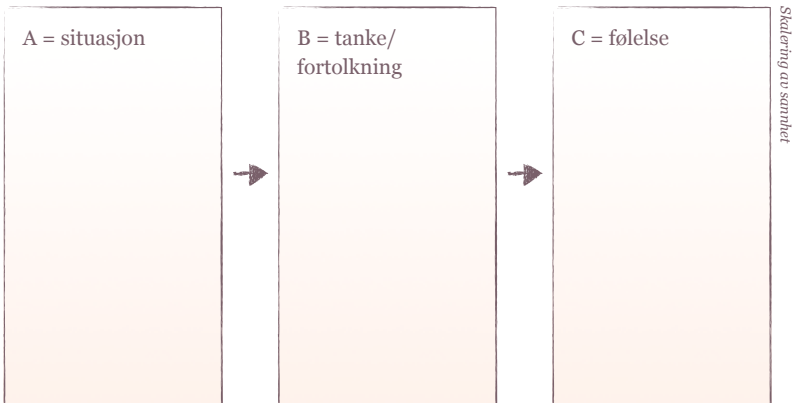 A = situasjon
B = tanke/
fortolkning
C = følelse
Skalering av sannhet